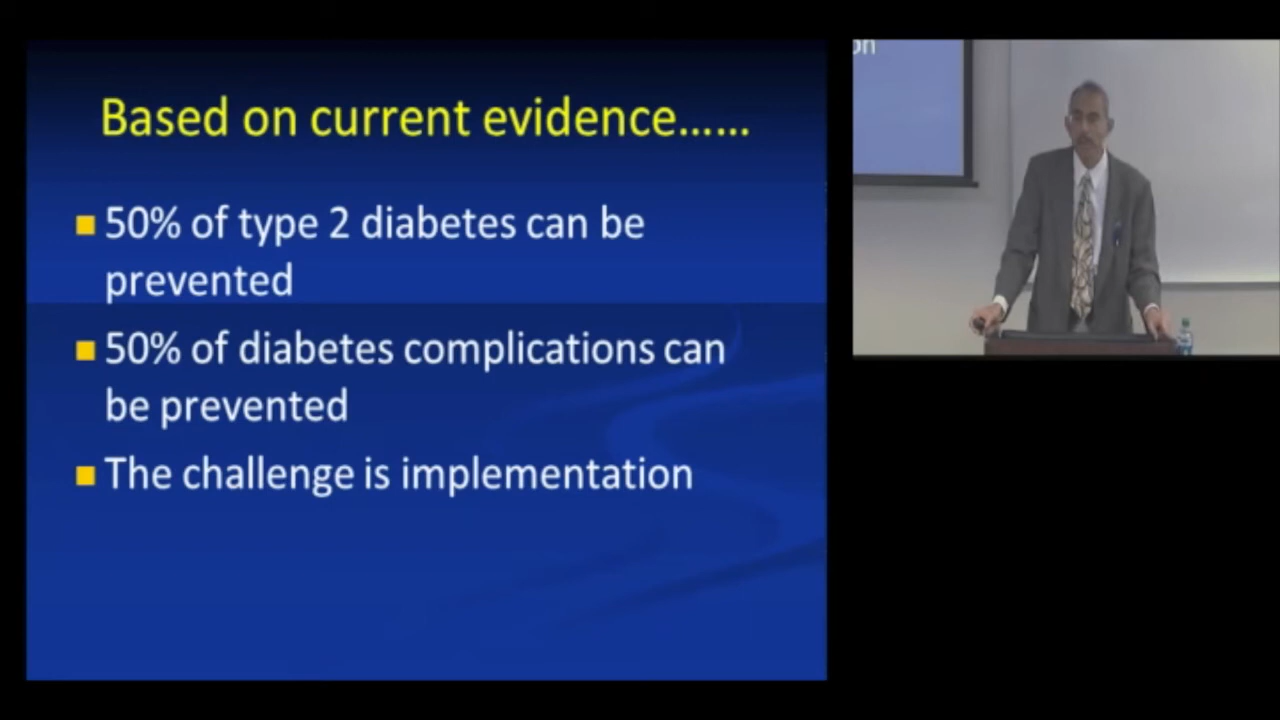 Based on current evidence......
50% of type 2 diabetes can be
prevented
50% of diabetes complications can
be prevented
The challenge is implementation
on